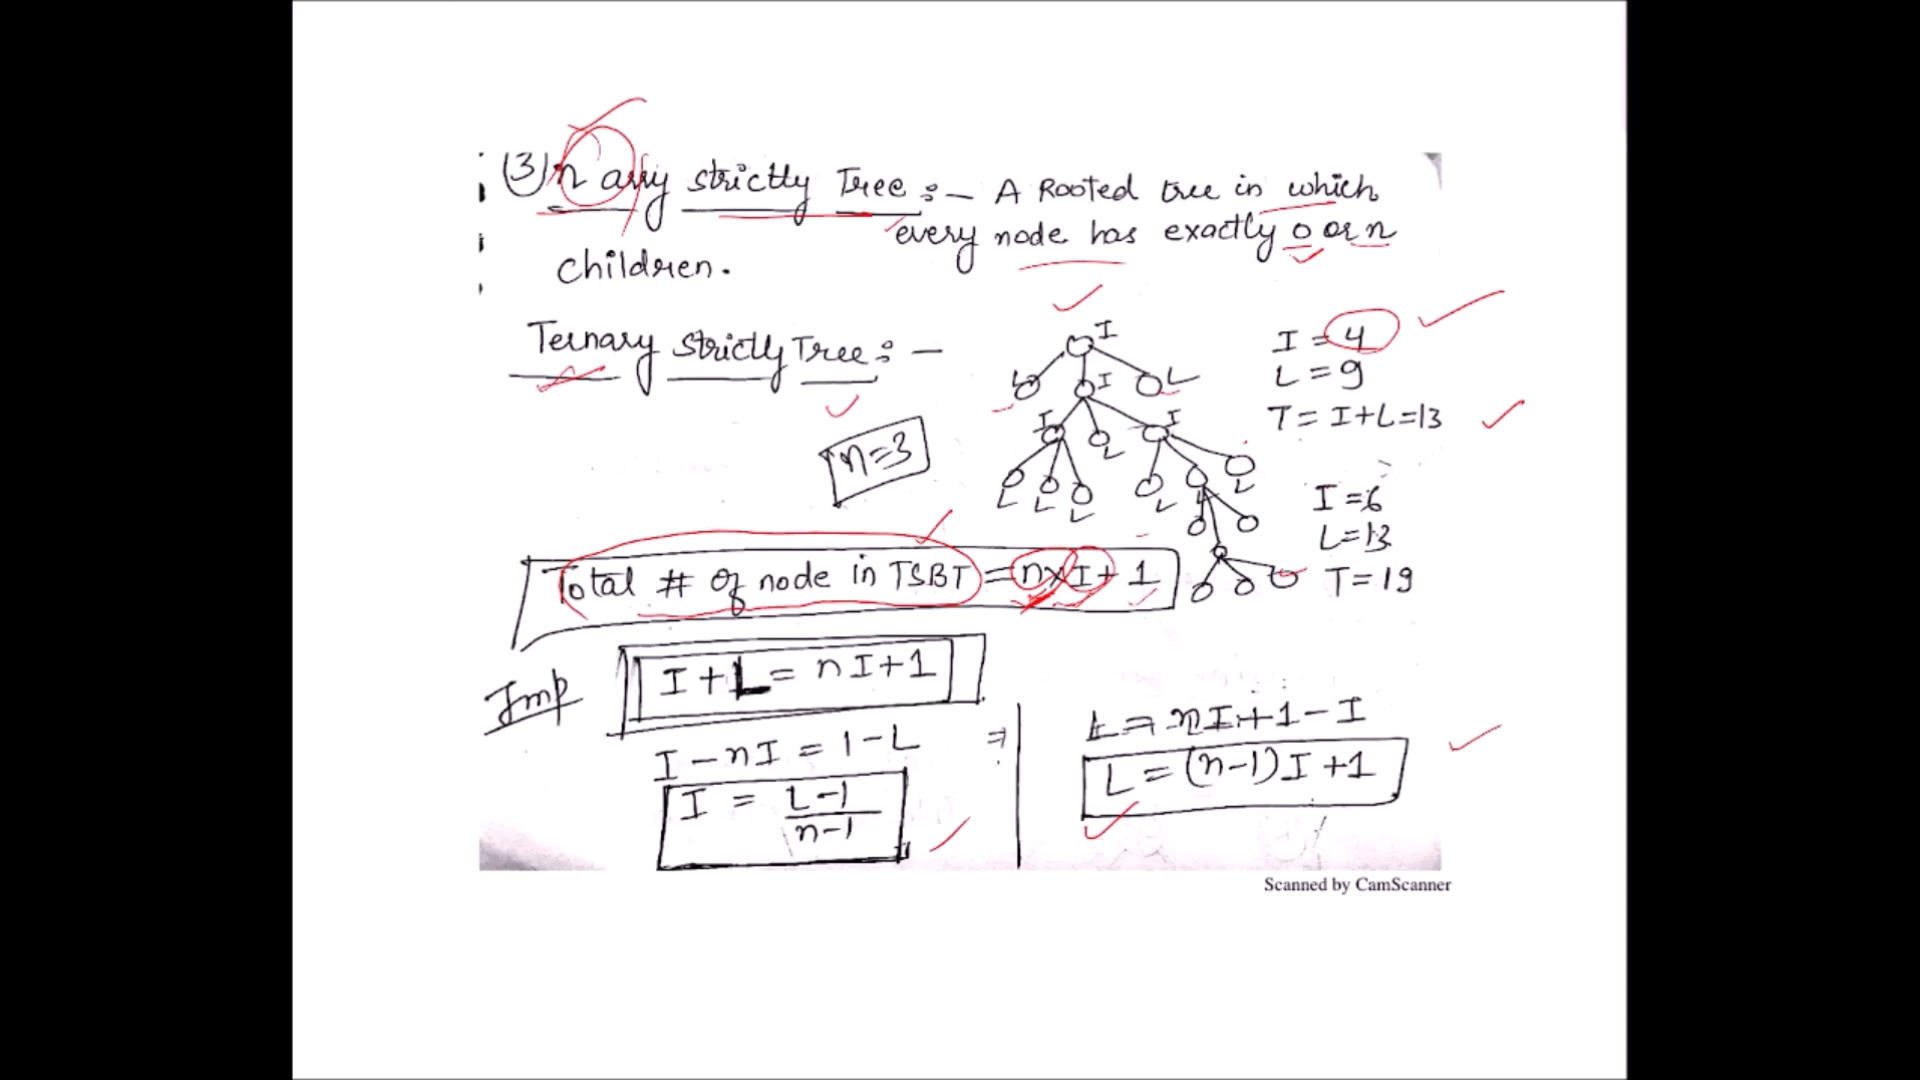 (3) n arry strictly Tree :- A Rooted tree in which
every node has exactly 0 or n
children.
Ternary strictly Tree :-
n=3
I
L I L
I L I
L L L L L
I = 4
L = 9
T = I+L=13
I = 6
L = 13
T = 19
Total # of node in TSBT = n×I+1
Imp
I + L = nI+1
I - nI = 1-L
⇒
I = L-1
n-1
L = nI+1-I
L = (n-1)I+1
Scanned by CamScanner